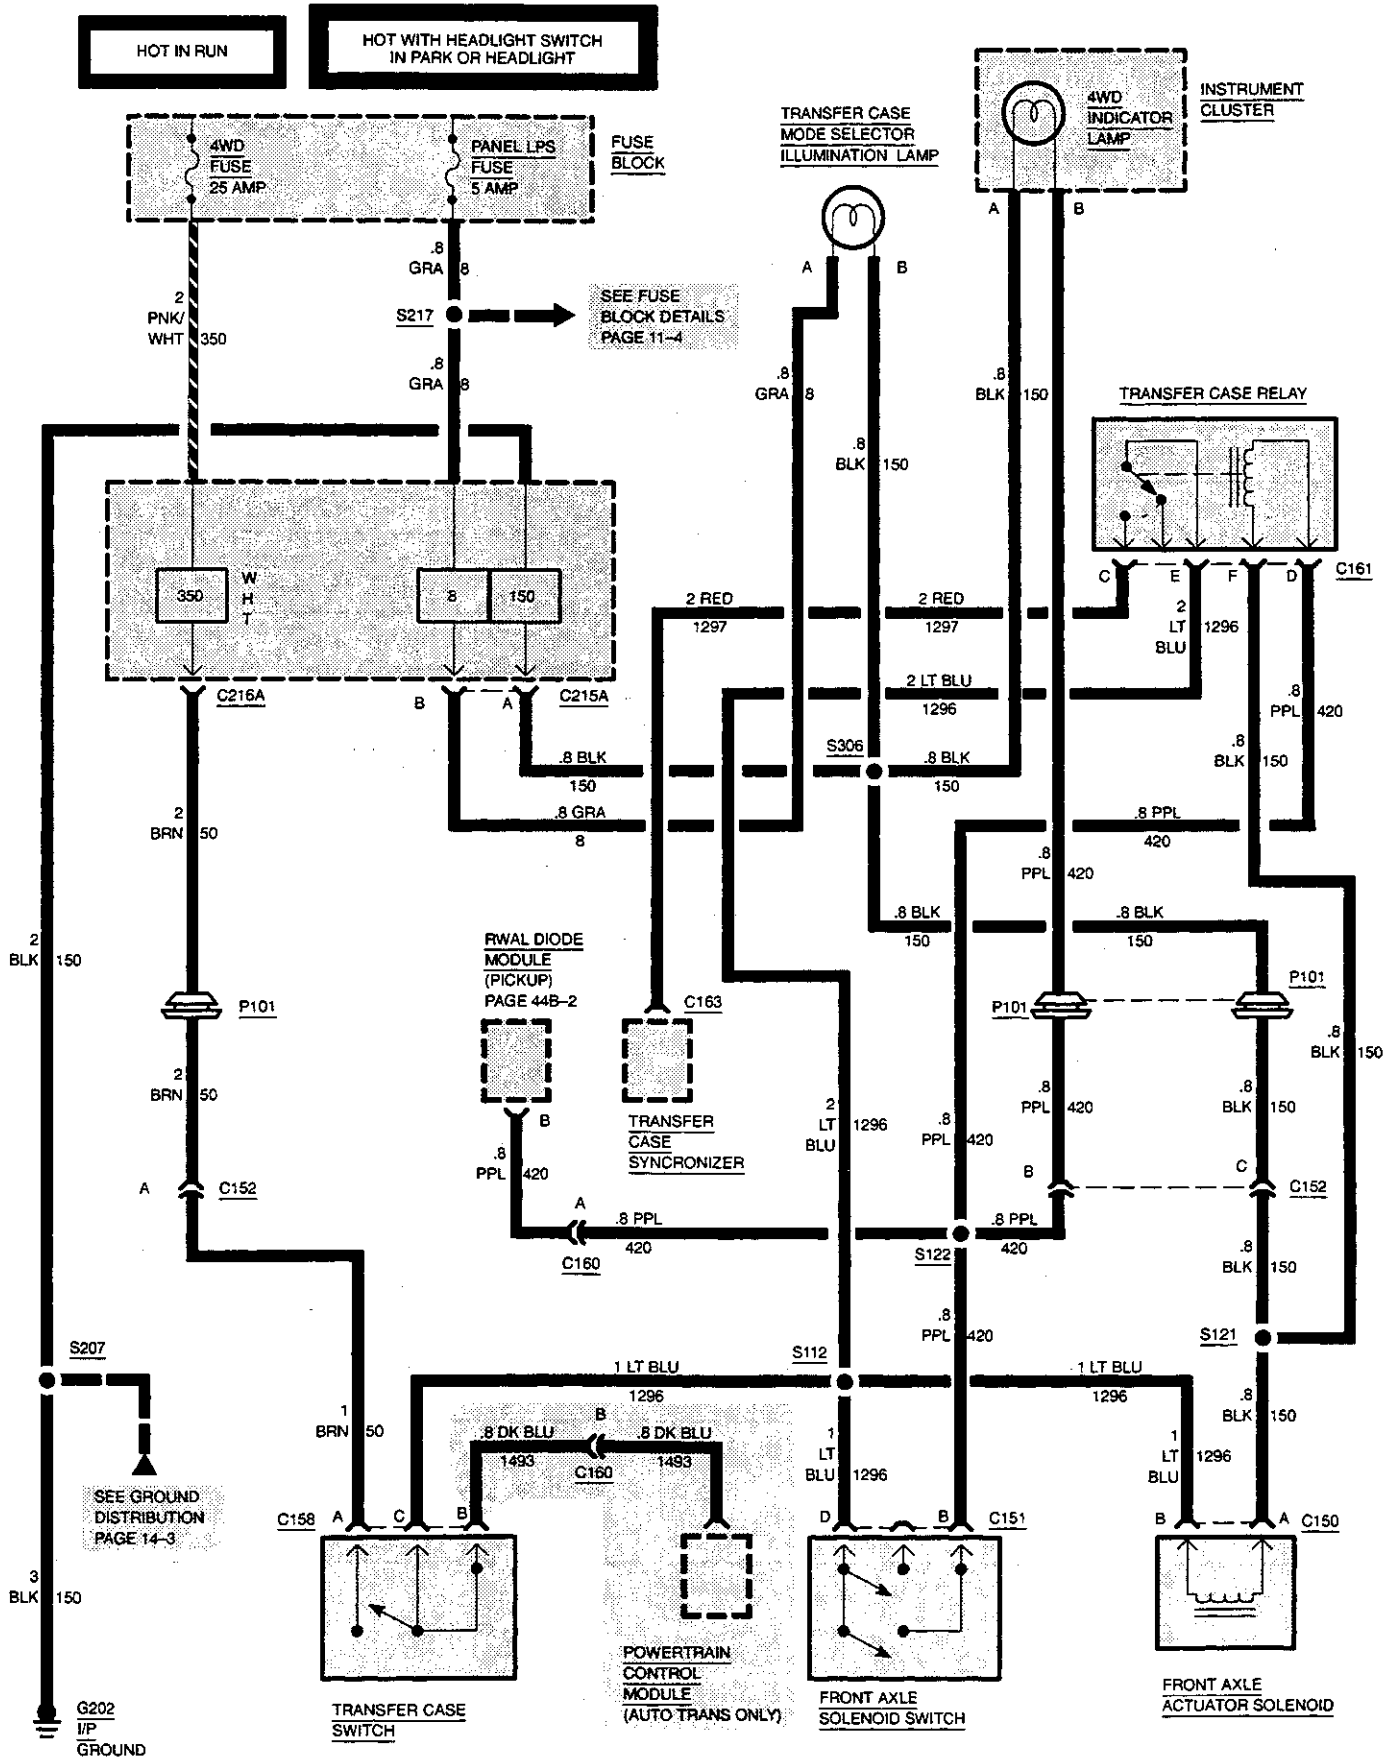 HOT IN RUN
HOT WITH HEADLIGHT SWITCH
IN PARK OR HEADLIGHT
4WD
FUSE
25 AMP
PANEL LPS
FUSE
5 AMP
FUSE
BLOCK
TRANSFER CASE
MODE SELECTOR
ILLUMINATION LAMP
4WD
INDICATOR
LAMP
INSTRUMENT
CLUSTER
A
B
A
B
.8
GRA 8
2
PNK/
WHT 350
S217
SEE FUSE
BLOCK DETAILS
PAGE 11-4
.8
GRA 8
.8
GRA 8
.8
BLK 150
.8
BLK 150
TRANSFER CASE RELAY
350
W
H
T
8
150
C
E
F
D
C161
2 RED
1297
2 RED
1297
2
LT
BLU
1296
C216A
B
A
C215A
2 LT BLU
1296
.8
PPL 420
.8
BLK 150
S306
.8 BLK
150
.8 BLK
150
2
BRN 50
.8 GRA
8
.8 PPL
420
.8
PPL 420
2
BLK 150
.8 BLK
150
.8 BLK
150
RWAL DIODE
MODULE
(PICKUP)
PAGE 44B-2
C163
P101
P101
P101
.8
BLK 150
2
BRN 50
B
TRANSFER
CASE
SYNCRONIZER
2
LT
BLU
1296
.8
PPL 420
.8
PPL 420
.8
BLK 150
.8
PPL 420
A
C152
B
C
C152
A
C160
.8 PPL
420
S122
.8 PPL
420
.8
BLK 150
.8
PPL 420
S121
S207
S112
1 LT BLU
1296
1 LT BLU
1296
1
BRN 50
.8 DK BLU
1493
B
C160
.8 DK BLU
1493
1
LT
BLU 1296
1
LT
BLU
1296
.8
BLK 150
SEE GROUND
DISTRIBUTION
PAGE 14-3
C158
A
C
B
D
B
C151
B
A
C150
3
BLK 150
G202
I/P
GROUND
TRANSFER CASE
SWITCH
POWERTRAIN
CONTROL
MODULE
(AUTO TRANS ONLY)
FRONT AXLE
SOLENOID SWITCH
FRONT AXLE
ACTUATOR SOLENOID